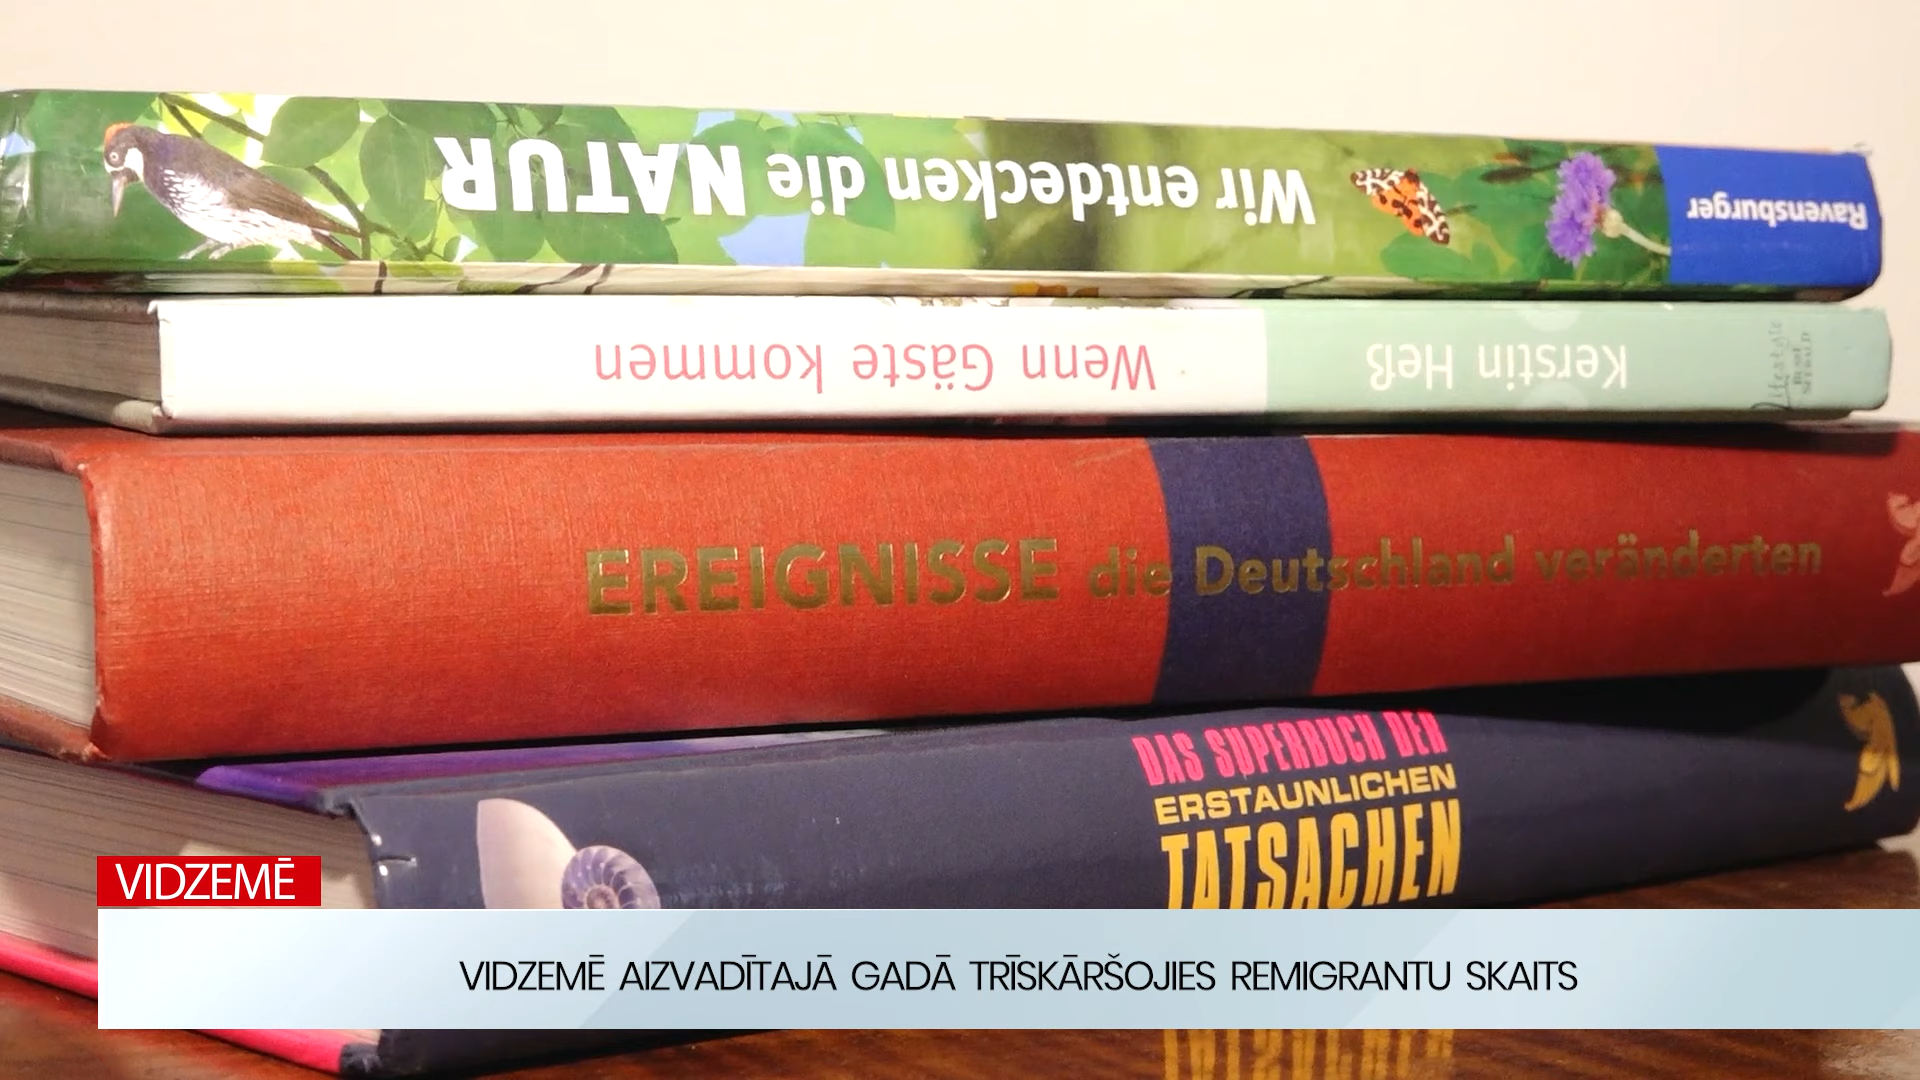 Wir entdecken die NATUR
Ravensburger
Wenn Gäste kommen
Kerstin Heß
EREIGNISSE die Deutschland veränderten
DAS SUPERBUCH DER
ERSTAUNLICHEN
TATSACHEN
VIDZEMĒ
VIDZEMĒ AIZVADĪTAJĀ GADĀ TRĪSKĀRŠOJIES REMIGRANTU SKAITS